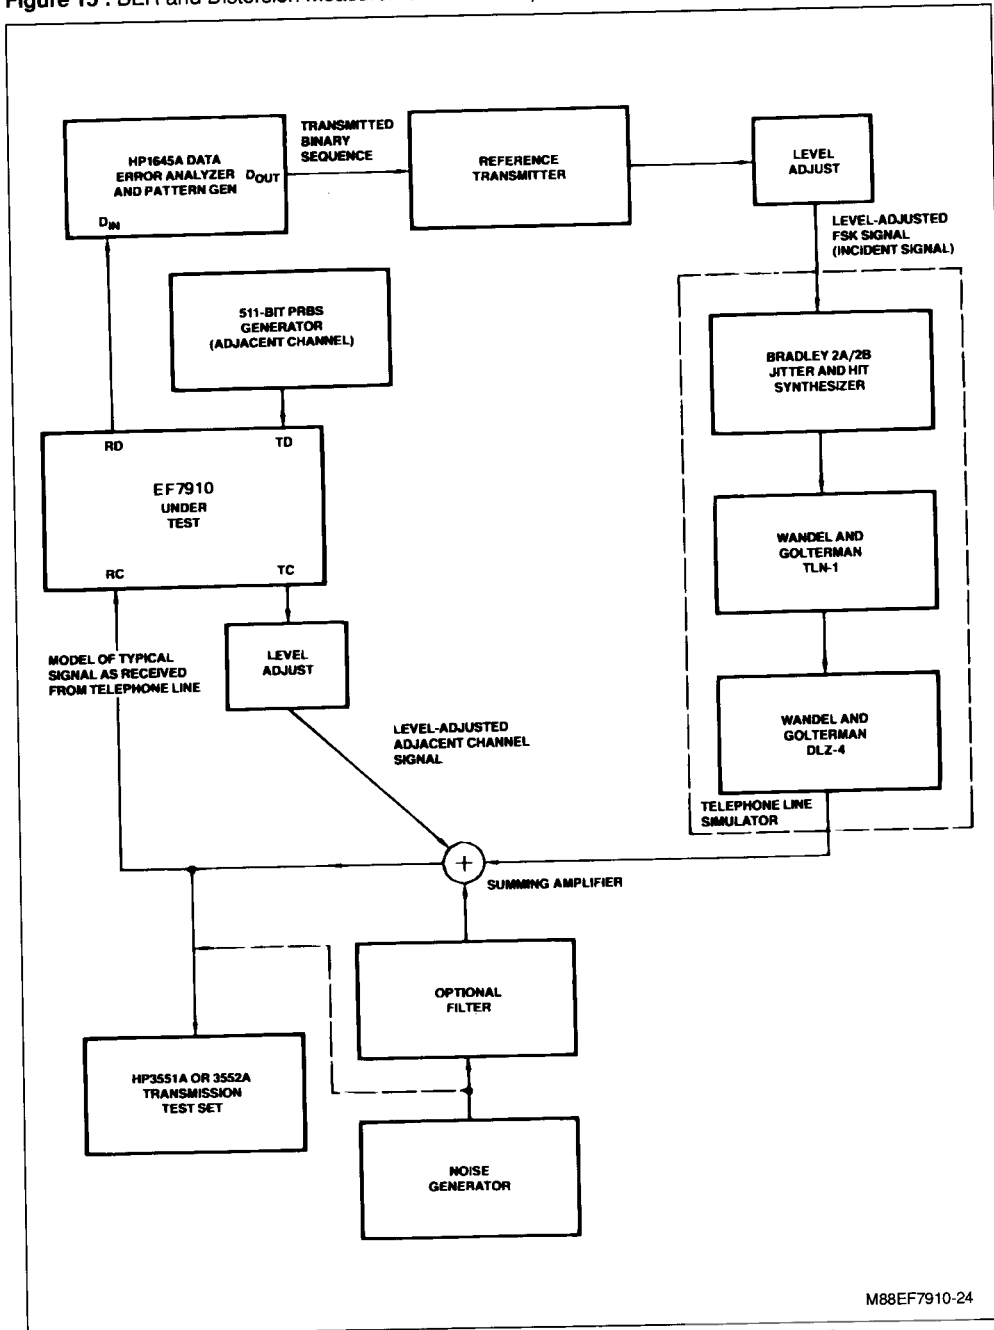 Figure 15 : BER and Distorsion Measu
HP1645A DATA
ERROR ANALYZER
AND PATTERN GEN
DOUT
DIN
TRANSMITTED
BINARY
SEQUENCE
REFERENCE
TRANSMITTER
LEVEL
ADJUST
LEVEL-ADJUSTED
FSK SIGNAL
(INCIDENT SIGNAL)
511-BIT PRBS
GENERATOR
(ADJACENT CHANNEL)
BRADLEY 2A/2B
JITTER AND HIT
SYNTHESIZER
RD
TD
EF7910
UNDER
TEST
RC
TC
WANDEL AND
GOLTERMAN
TLN-1
LEVEL
ADJUST
MODEL OF TYPICAL
SIGNAL AS RECEIVED
FROM TELEPHONE LINE
LEVEL-ADJUSTED
ADJACENT CHANNEL
SIGNAL
WANDEL AND
GOLTERMAN
DLZ-4
TELEPHONE LINE
SIMULATOR
+
SUMMING AMPLIFIER
OPTIONAL
FILTER
HP3551A OR 3552A
TRANSMISSION
TEST SET
NOISE
GENERATOR
M88EF7910-24